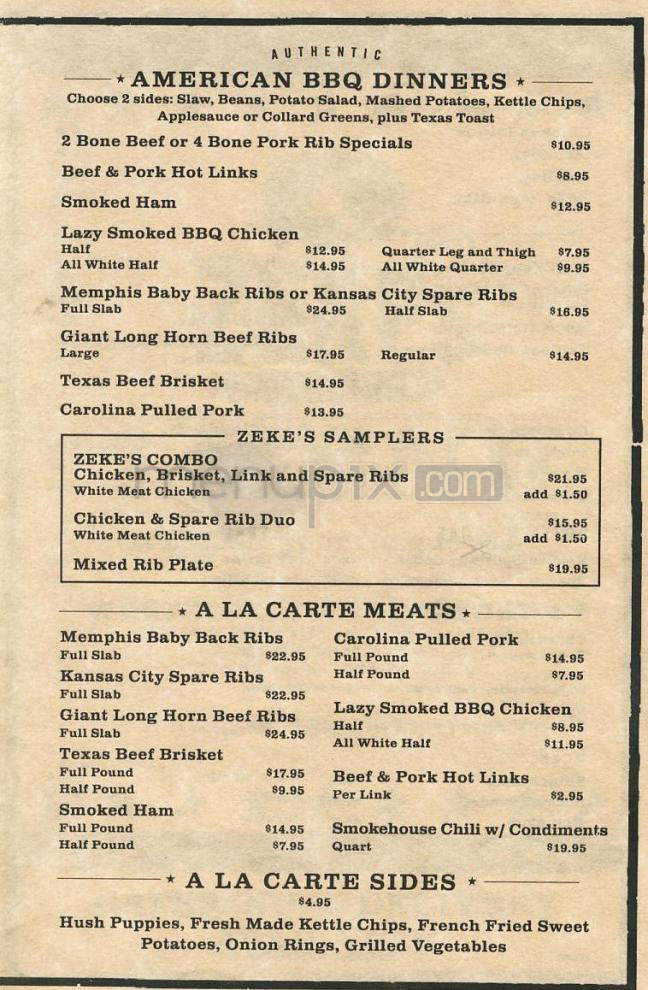 AUTHENTIC
★ AMERICAN BBQ DINNERS ★
Choose 2 sides: Slaw, Beans, Potato Salad, Mashed Potatoes, Kettle Chips,
Applesauce or Collard Greens, plus Texas Toast
2 Bone Beef or 4 Bone Pork Rib Specials $10.95
Beef & Pork Hot Links $8.95
Smoked Ham $12.95
Lazy Smoked BBQ Chicken
Half $12.95 Quarter Leg and Thigh $7.95
All White Half $14.95 All White Quarter $9.95
Memphis Baby Back Ribs or Kansas City Spare Ribs
Full Slab $24.95 Half Slab $16.95
Giant Long Horn Beef Ribs
Large $17.95 Regular $14.95
Texas Beef Brisket $14.95
Carolina Pulled Pork $13.95
ZEKE'S SAMPLERS
ZEKE'S COMBO
Chicken, Brisket, Link and Spare Ribs $21.95
White Meat Chicken add $1.50
menupix.com
Chicken & Spare Rib Duo $15.95
White Meat Chicken add $1.50
Mixed Rib Plate $19.95
★ A LA CARTE MEATS ★
Memphis Baby Back Ribs
Full Slab $22.95
Kansas City Spare Ribs
Full Slab $22.95
Giant Long Horn Beef Ribs
Full Slab $24.95
Texas Beef Brisket
Full Pound $17.95
Half Pound $9.95
Smoked Ham
Full Pound $14.95
Half Pound $7.95
Carolina Pulled Pork
Full Pound $14.95
Half Pound $7.95
Lazy Smoked BBQ Chicken
Half $8.95
All White Half $11.95
Beef & Pork Hot Links
Per Link $2.95
Smokehouse Chili w/ Condiments
Quart $19.95
★ A LA CARTE SIDES ★
$4.95
Hush Puppies, Fresh Made Kettle Chips, French Fried Sweet
Potatoes, Onion Rings, Grilled Vegetables